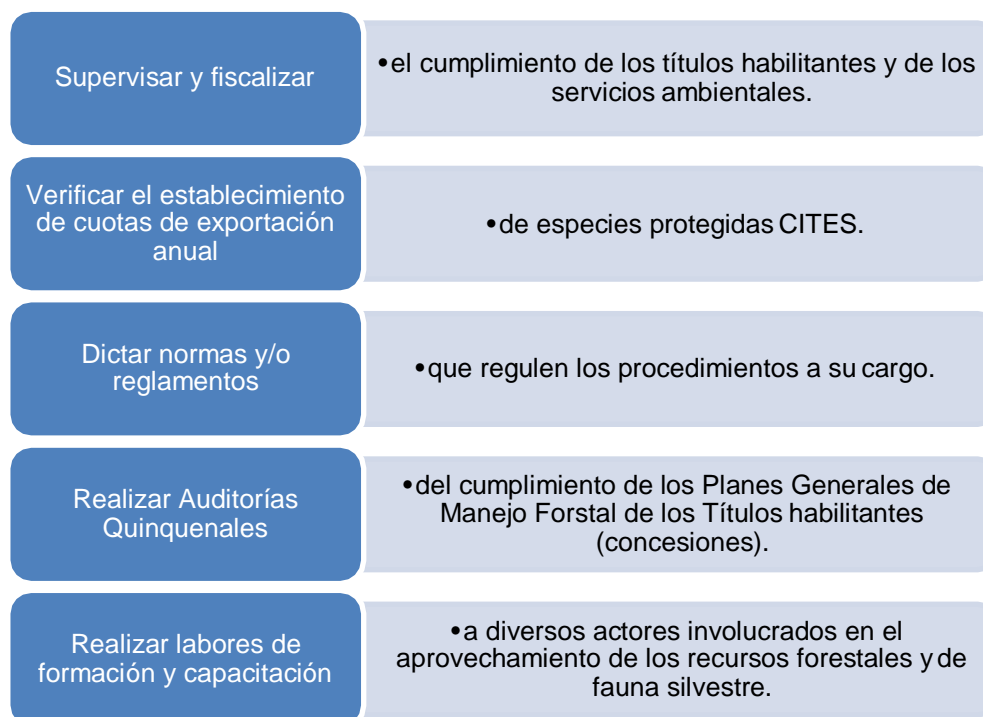 Supervisar y fiscalizar
•el cumplimiento de los títulos habilitantes y de los
servicios ambientales.
Verificar el establecimiento
de cuotas de exportación
anual
•de especies protegidas CITES.
Dictar normas y/o
reglamentos
•que regulen los procedimientos a su cargo.
Realizar Auditorías
Quinquenales
•del cumplimiento de los Planes Generales de
Manejo Forstal de los Títulos habilitantes
(concesiones).
Realizar labores de
formación y capacitación
•a diversos actores involucrados en el
aprovechamiento de los recursos forestales y de
fauna silvestre.